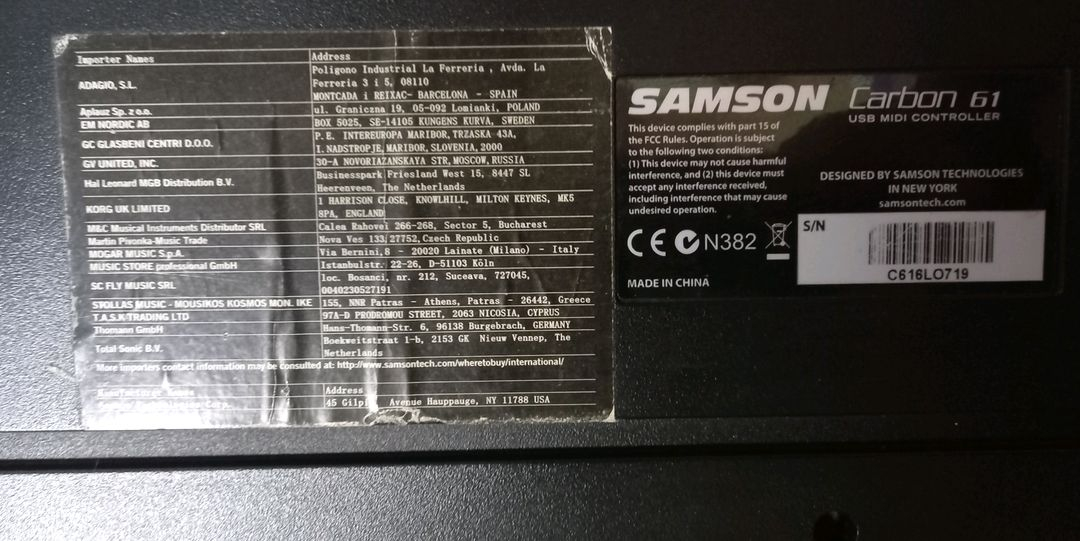 Importer Names Address
ADAGIO, S.L. Poligono Industrial La Ferreria , Avda. La
Ferreria 3 i 5, 08110
MONTCADA i REIXAC- BARCELONA - SPAIN
Aplauz Sp. z o.o. ul. Graniczna 19, 05-092 Lomianki, POLAND
EM NORDIC AB BOX 5025, SE-14105 KUNGENS KURVA, SWEDEN
GC GLASBENI CENTRI D.O.O. P.E. INTEREUROPA MARIBOR, TRZASKA 43A,
I. NADSTROPJE, MARIBOR, SLOVENIA, 2000
GV UNITED, INC. 30-A NOVORIAZANSKAYA STR, MOSCOW, RUSSIA
Hal Leonard MGB Distribution B.V. Businesspark Friesland West 15, 8447 SL
Heerenveen, The Netherlands
KORG UK LIMITED 1 HARRISON CLOSE, KNOWLHILL, MILTON KEYNES, MK5
8PA, ENGLAND
M&C Musical Instruments Distributor SRL Calea Rahovei 266-268, Sector 5, Bucharest
Martin Pivonka-Music Trade Nova Ves 133, 27752, Czech Republic
MOGAR MUSIC S.p.A. Via Bernini, 8 - 20020 Lainate (Milano) - Italy
MUSIC STORE professional GmbH Istanbulstr. 22-26, D-51103 Köln
SC FLY MUSIC SRL loc. Bosanci, nr. 212, Suceava, 727045,
0040230527191
STOLLAS MUSIC - MOUSIKOS KOSMOS MON. IKE 155, NNR Patras - Athens, Patras - 26442, Greece
T.A.S.K TRADING LTD 97A-D PRODROMOU STREET, 2063 NICOSIA, CYPRUS
Thomann GmbH Hans-Thomann-Str. 6, 96138 Burgebrach, GERMANY
Total Sonic B.V. Boekweitstraat 1-b, 2153 GK Nieuw Vennep, The
Netherlands
More importers contact information may be consulted at: http://www.samsontech.com/wheretobuy/international/
Address
Corp. 45 Avenue Hauppauge, NY 11788 USA
SAMSON Carbon 61
USB MIDI CONTROLLER
This device complies with part 15 of
the FCC Rules. Operation is subject
to the following two conditions:
(1) This device may not cause harmful
interference, and (2) this device must
accept any interference received,
including interference that may cause
undesired operation.
DESIGNED BY SAMSON TECHNOLOGIES
IN NEW YORK
samsontech.com
CE N382
MADE IN CHINA
S/N
C616LO719